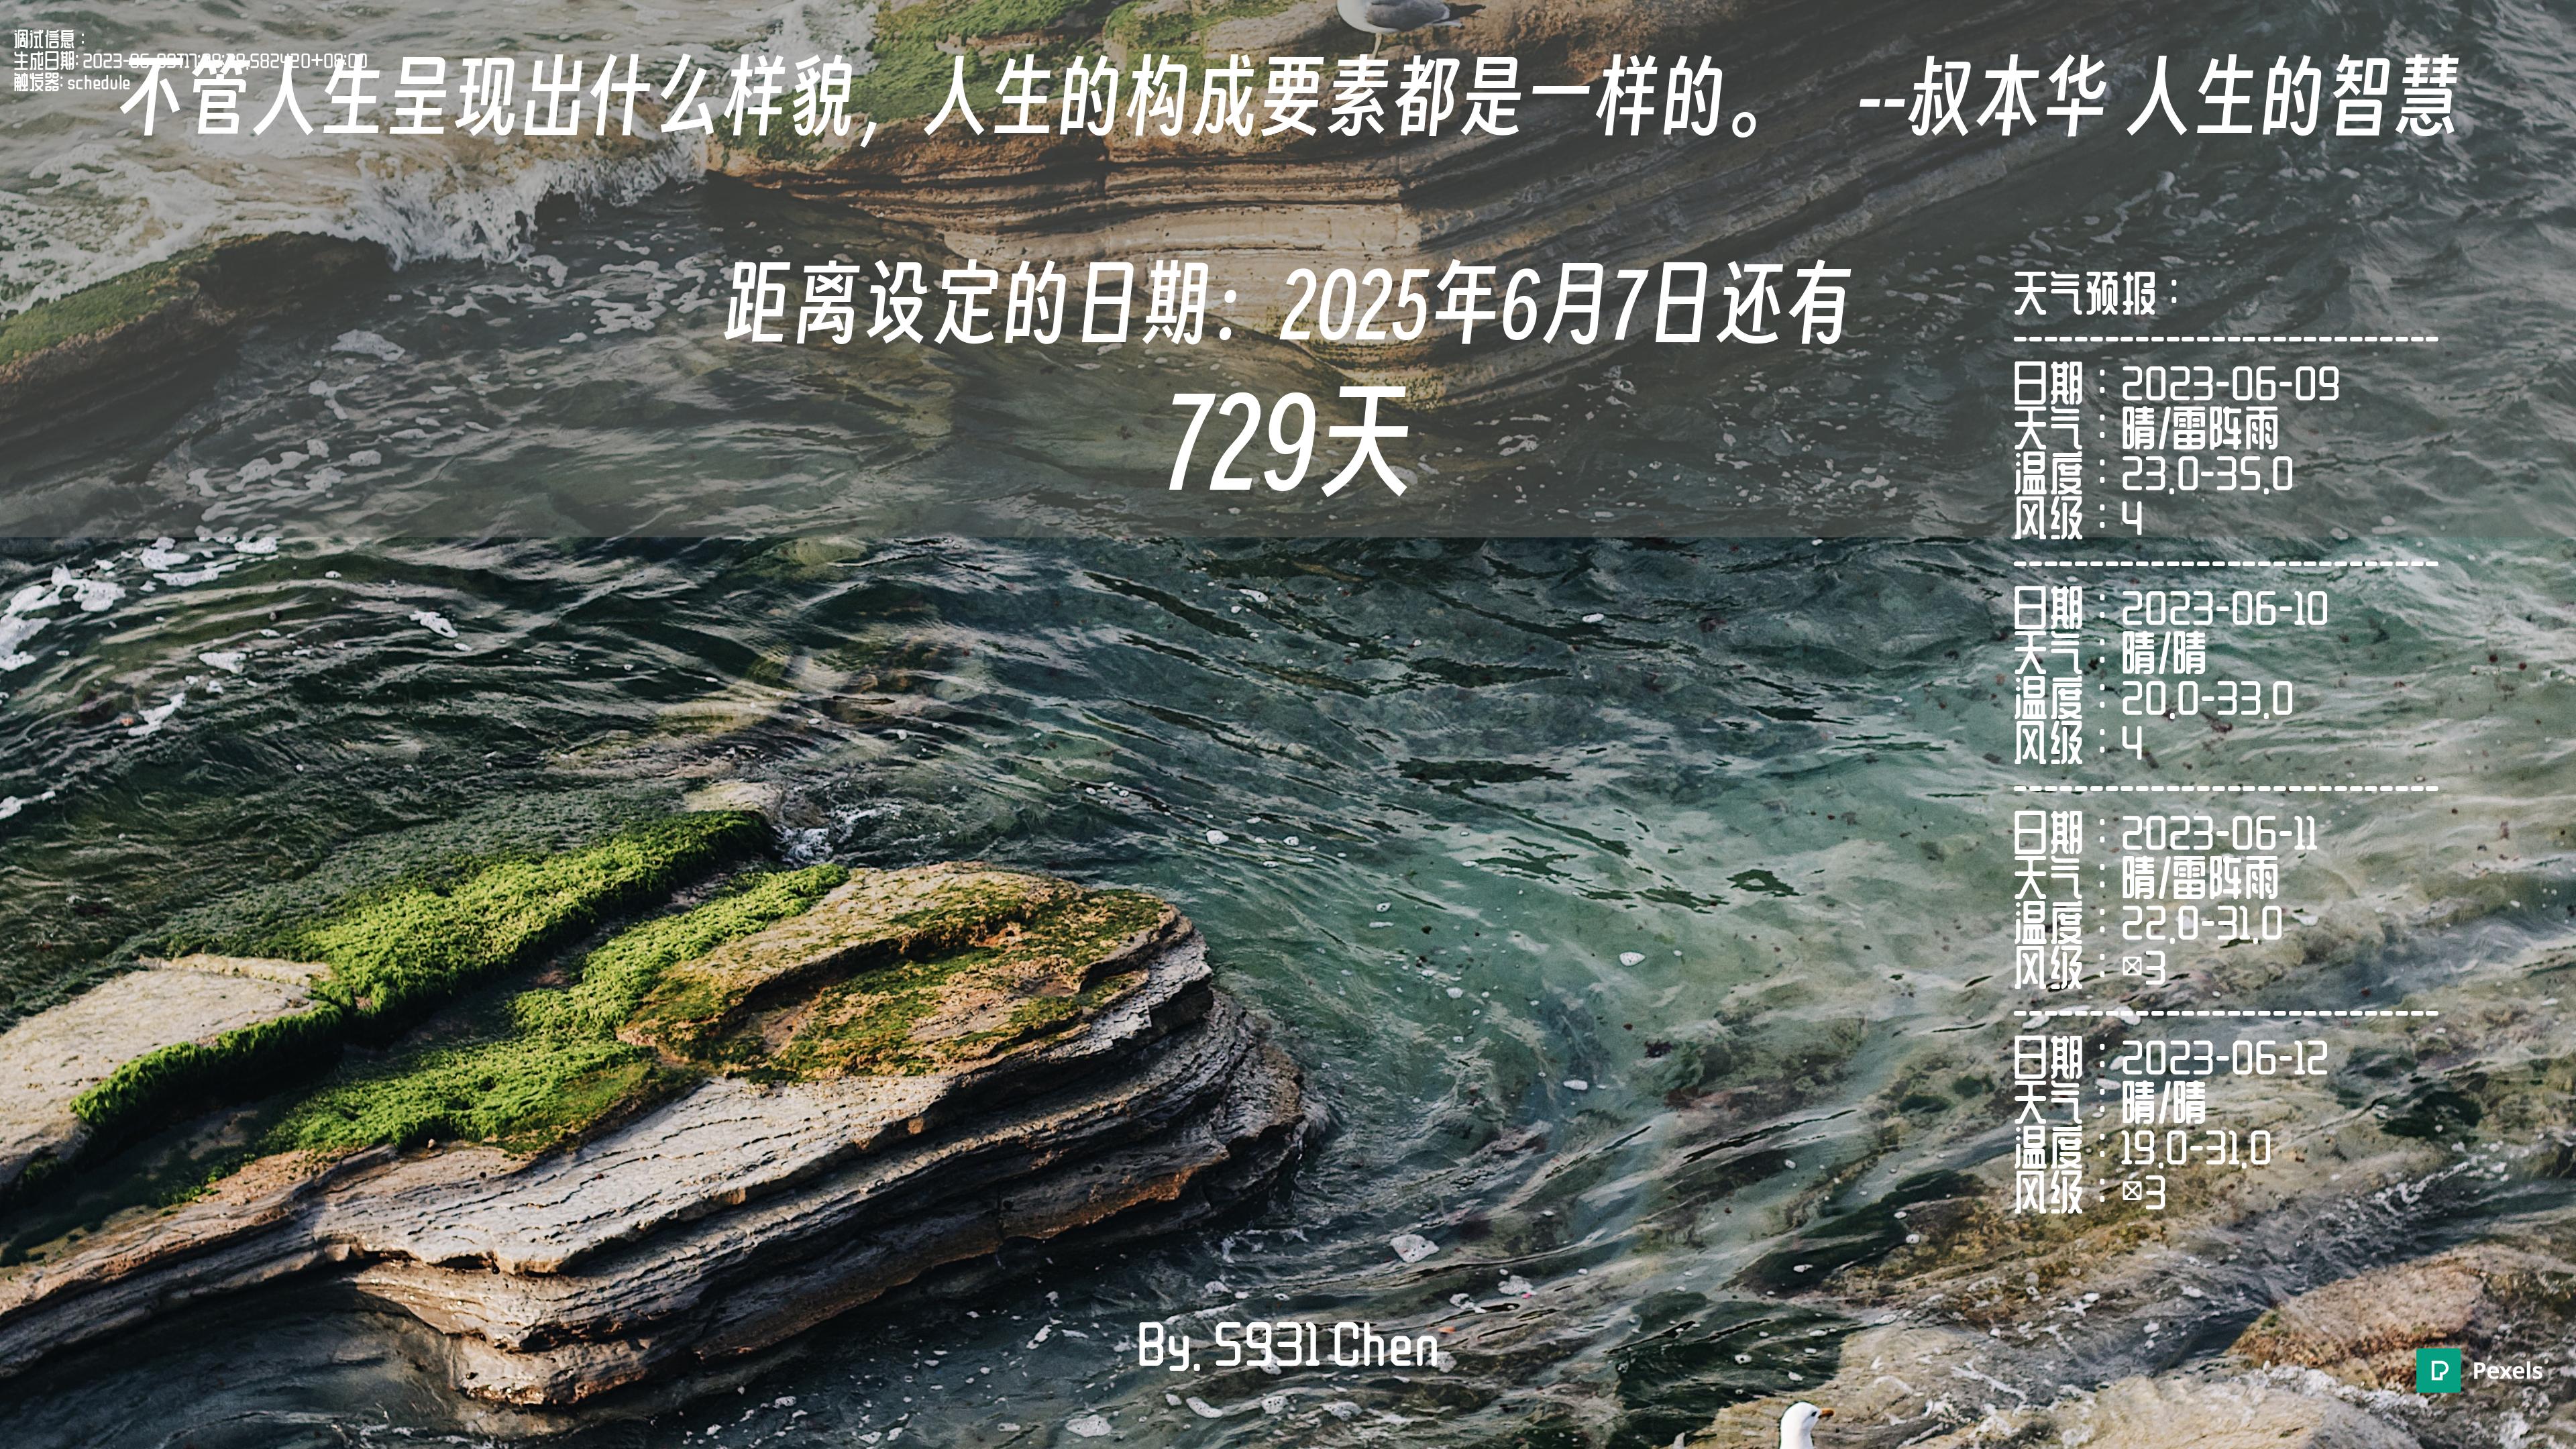 调试信息：
生成日期: 2023-06-09
582420+08:00
触发器: schedule
不管人生呈现出什么样貌，人生的构成要素都是一样的。 --叔本华 人生的智慧
距离设定的日期：2025年6月7日还有
729天
天气预报：
----------------------------
日期：2023-06-09
天气：晴/雷阵雨
温度：23.0-35.0
风级：4
----------------------------
日期：2023-06-10
天气：晴/晴
温度：20.0-33.0
风级：4
----------------------------
日期：2023-06-11
天气：晴/雷阵雨
温度：22.0-31.0
风级：3
----------------------------
日期：2023-06-12
天气：晴/晴
温度：19.0-31.0
风级：3
By. S931 Chen
Pexels